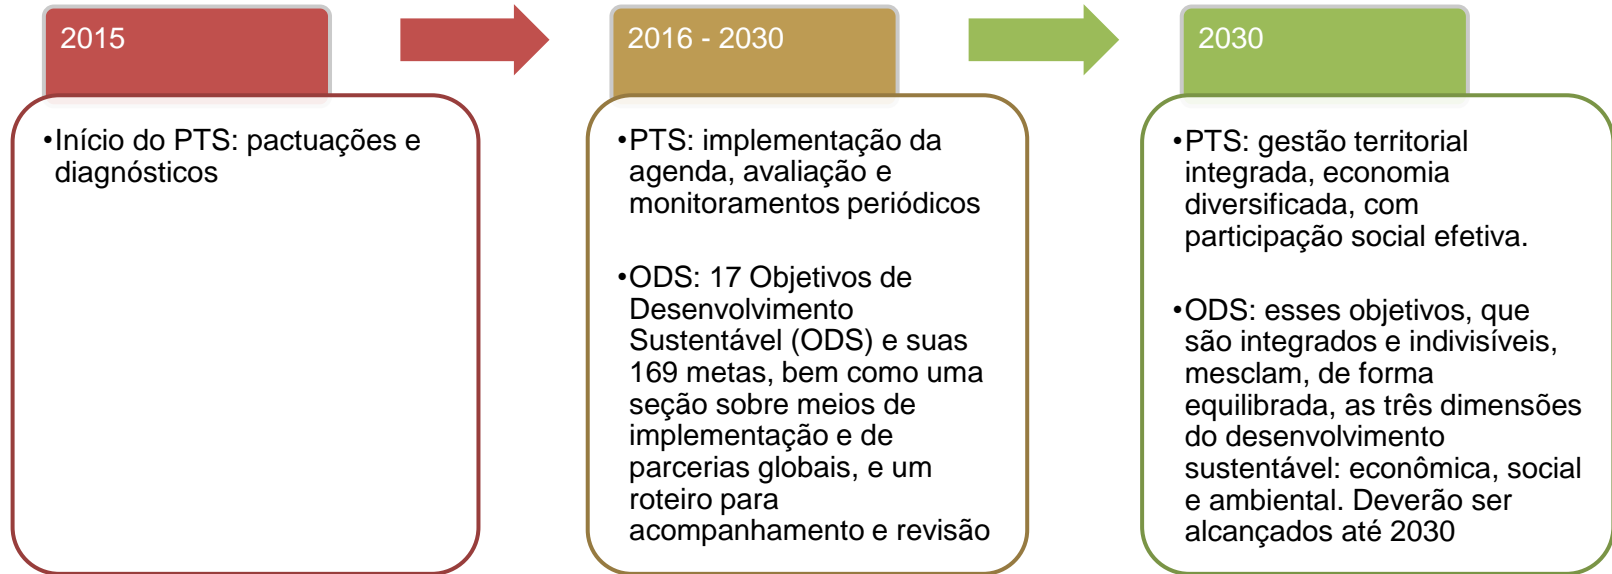 2015
•Início do PTS: pactuações e
diagnósticos
2016 - 2030
•PTS: implementação da
agenda, avaliação e
monitoramentos periódicos
•ODS: 17 Objetivos de
Desenvolvimento
Sustentável (ODS) e suas
169 metas, bem como uma
seção sobre meios de
implementação e de
parcerias globais, e um
roteiro para
acompanhamento e revisão
2030
•PTS: gestão territorial
integrada, economia
diversificada, com
participação social efetiva.
•ODS: esses objetivos, que
são integrados e indivisíveis,
mesclam, de forma
equilibrada, as três dimensões
do desenvolvimento
sustentável: econômica, social
e ambiental. Deverão ser
alcançados até 2030